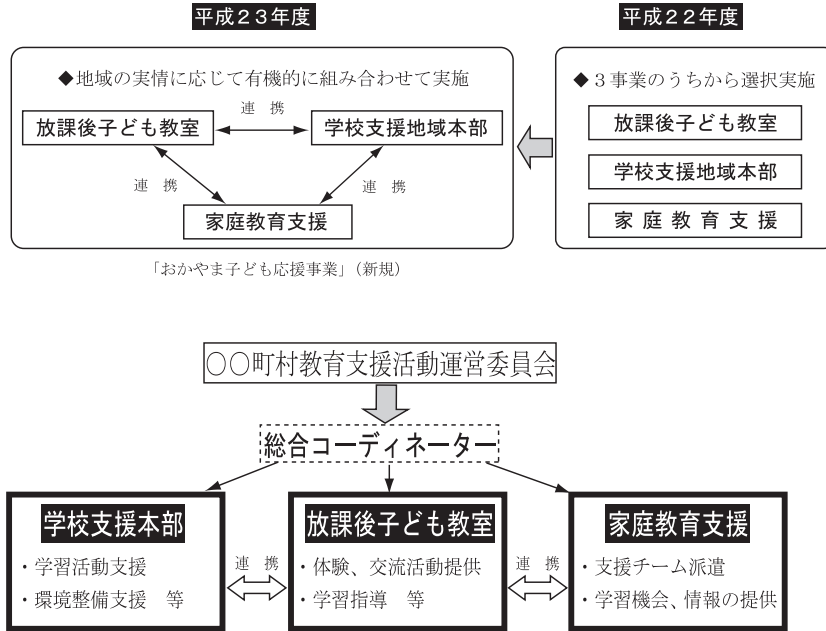 平成２３年度
平成２２年度
◆地域の実情に応じて有機的に組み合わせて実施
連　携
放課後子ども教室
学校支援地域本部
連　携
連　携
家庭教育支援
「おかやま子ども応援事業」（新規）
◆３事業のうちから選択実施
放課後子ども教室
学校支援地域本部
家庭教育支援
〇〇町村教育支援活動運営委員会
総合コーディネーター
学校支援本部
・学習活動支援
・環境整備支援　等
連　携
放課後子ども教室
・体験、交流活動提供
・学習指導　等
連　携
家庭教育支援
・支援チーム派遣
・学習機会、情報の提供